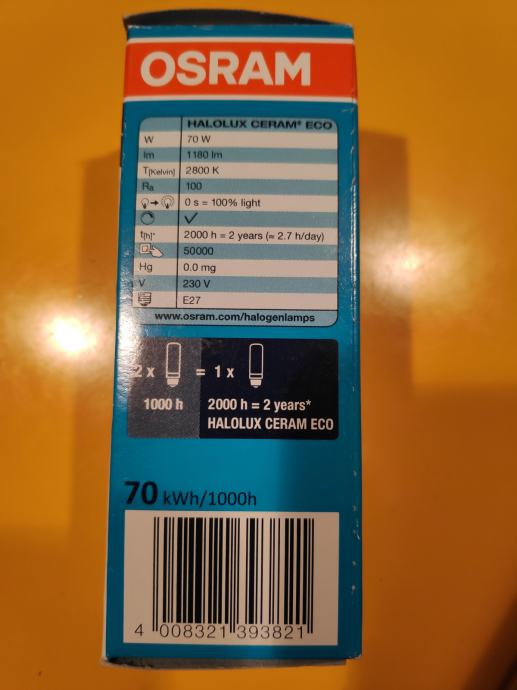 OSRAM
HALOLUX CERAM® ECO
W 70 W
lm 1180 lm
T[Kelvin] 2800 K
Ra 100
0 s = 100% light
t[h]* 2000 h = 2 years (≈ 2.7 h/day)
50000
Hg 0.0 mg
V 230 V
E27
www.osram.com/halogenlamps
2 x = 1 x
1000 h 2000 h = 2 years*
HALOLUX CERAM ECO
70 kWh/1000h
4 008321 393821